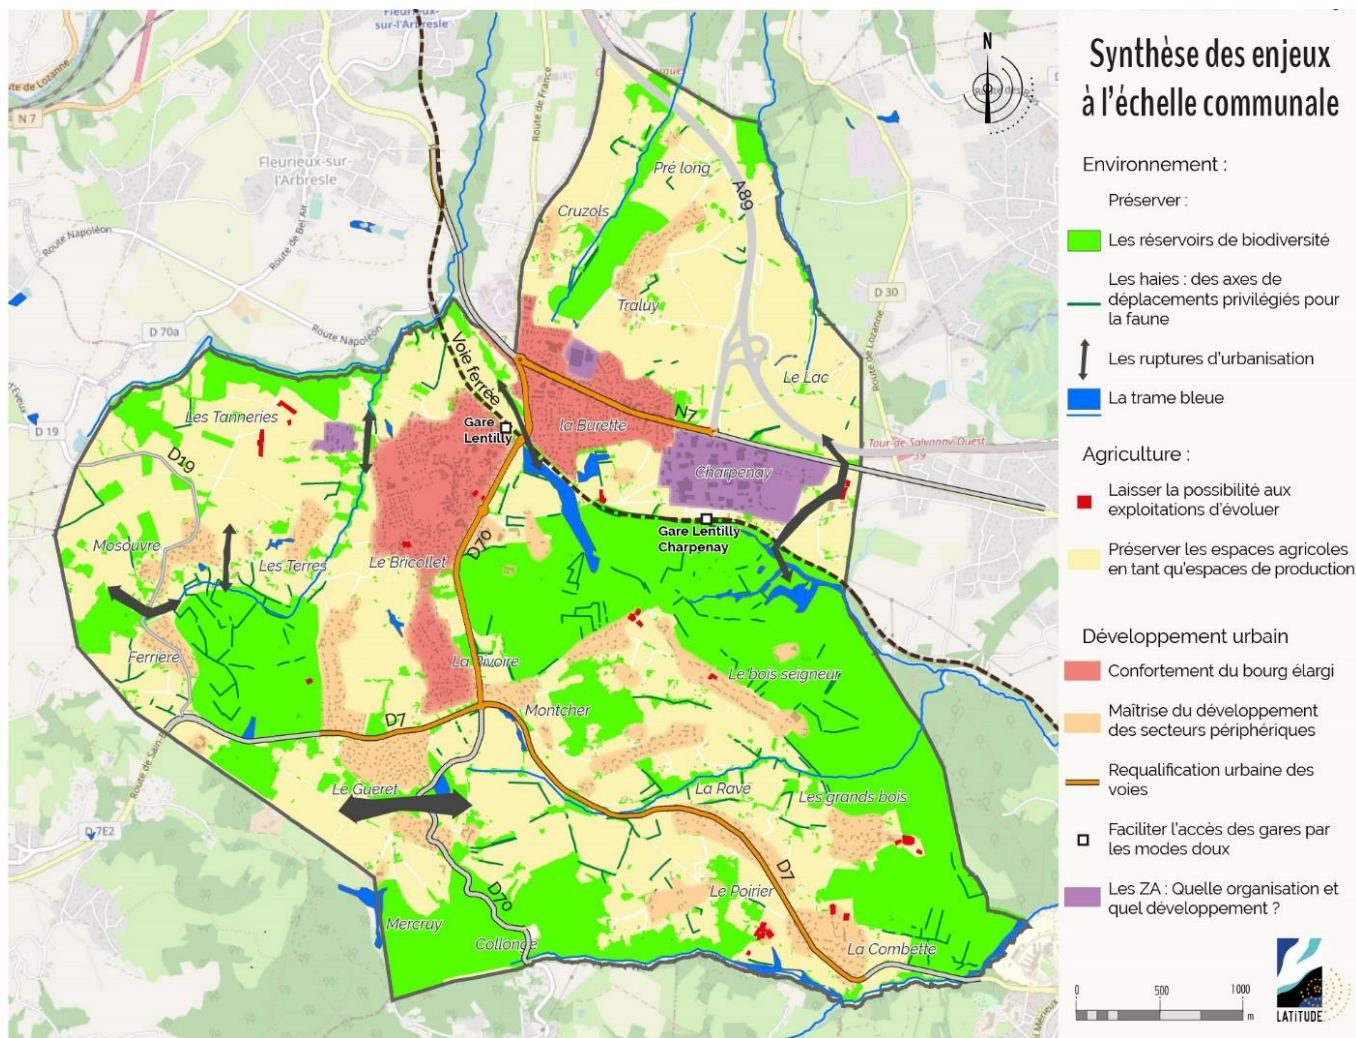 Synthèse des enjeux
à l'échelle communale
Environnement :
Préserver :
Les réservoirs de biodiversité
Les haies : des axes de
déplacements privilégiés pour
la faune
Les ruptures d'urbanisation
La trame bleue
Agriculture :
Laisser la possibilité aux
exploitations d'évoluer
Préserver les espaces agricoles
en tant qu'espaces de production
Développement urbain
Confortement du bourg élargi
Maîtrise du développement
des secteurs périphériques
Requalification urbaine des
voies
Faciliter l'accès des gares par
les modes doux
Les ZA : Quelle organisation et
quel développement ?
0 500 1000
m
LATITUDE
N
Fleurieux-
sur-l'Arbresle
N 7
Route de France
Fleurieux-sur-
l'Arbresle
Route de Bel Air
Route Napoléon
Route Napoléon
D 70a
D 19
Pré long
Cruzols
A89
Traluy
D 30
Route de Lozanne
Le Lac
Voie ferrée
Les Tanneries
D19
Gare
Lentilly
la Burette
N7
Charpenay
La Tour-de-Salvagny Ouest
39
Gare Lentilly
Charpenay
Mosouvre
Les Terres
Le Bricollet
D70
Ferrière
La Rivoire
Le bois seigneur
D7
Montcher
Le Gueret
La Rave
Les grands bois
D 7E2
D70
D7
Le Poirier
Mercruy
Collonge
La Combette